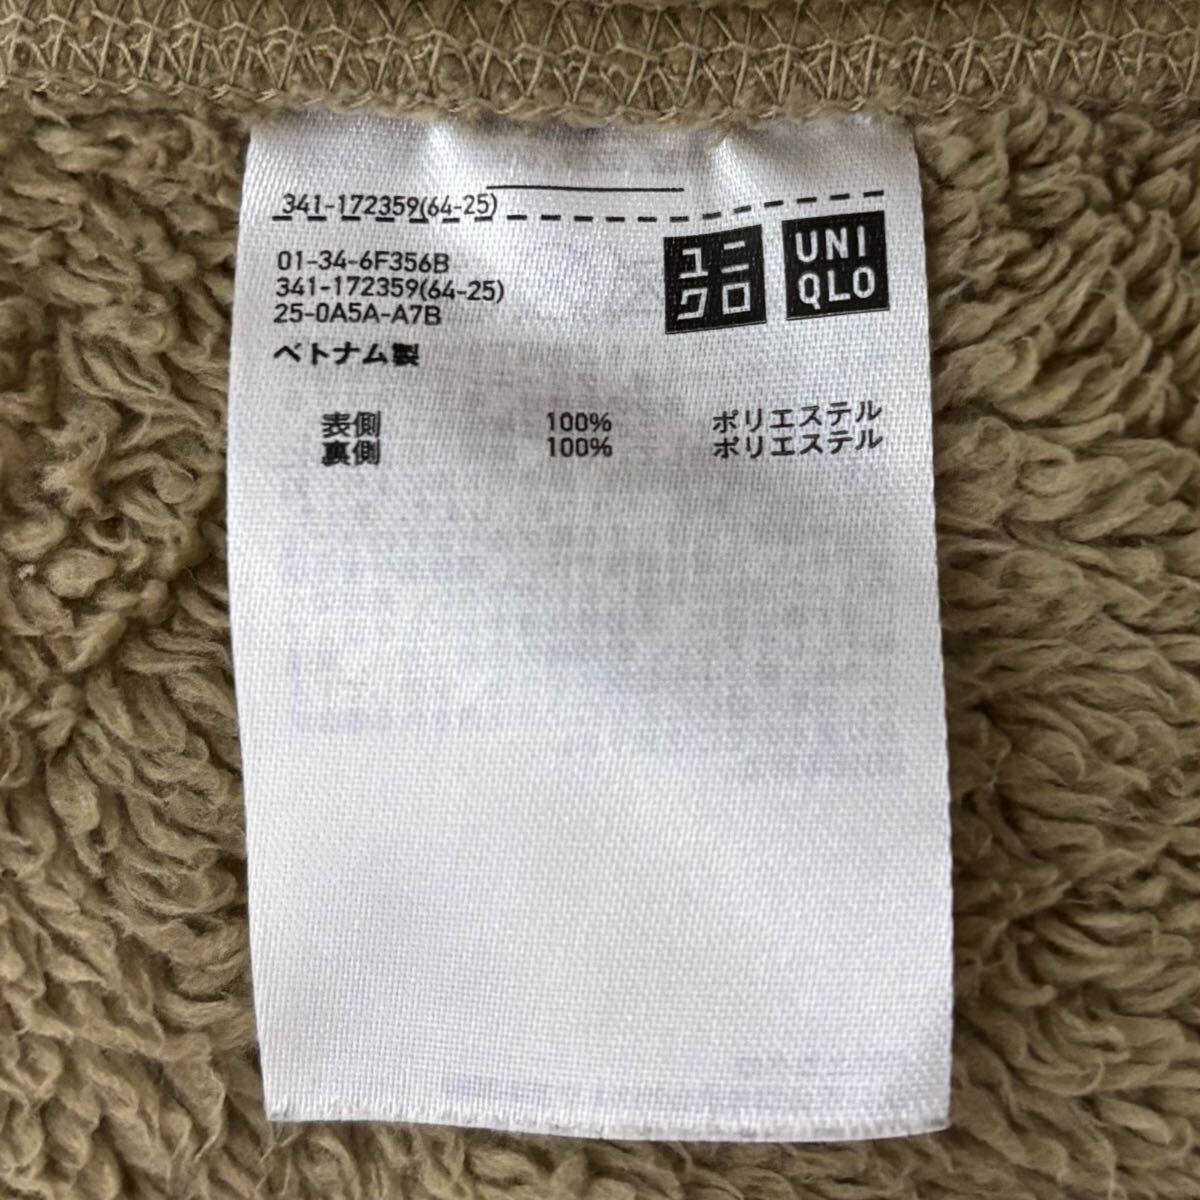 341-172359(64-25)
ユニ
クロ
UNI
QLO
01-34-6F356B
341-172359(64-25)
25-0A5A-A7B
ベトナム製
表側 100% ポリエステル
裏側 100% ポリエステル